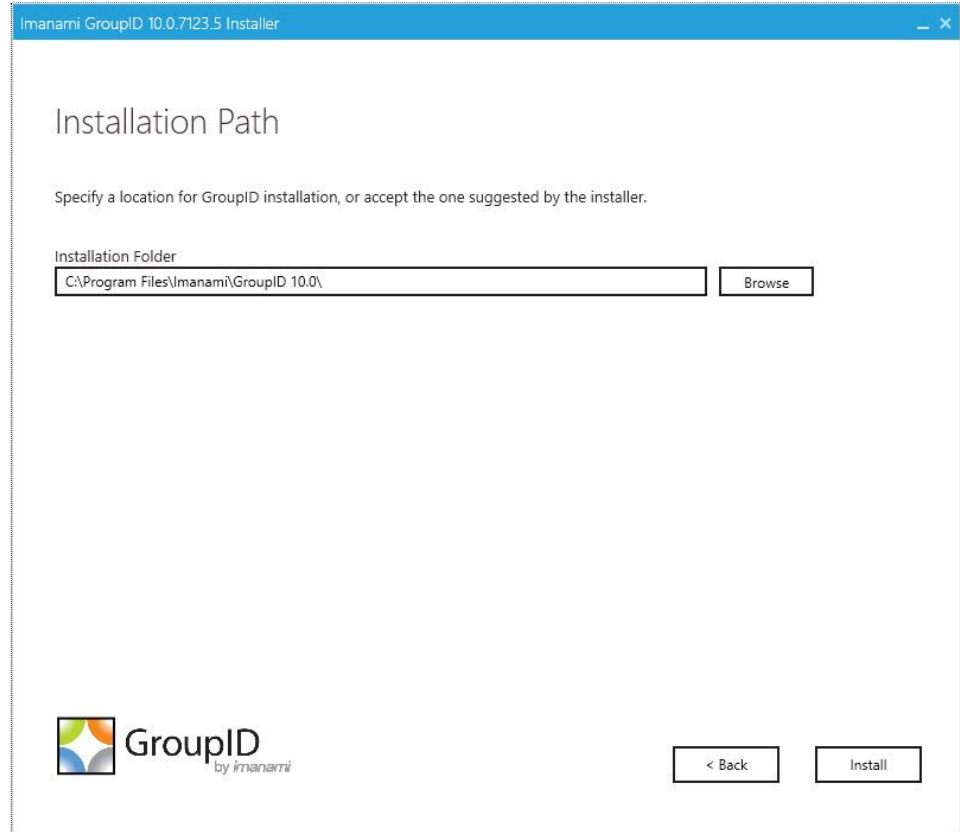 Imanami GroupID 10.0.7123.5 Installer
Installation Path
Specify a location for GroupID installation, or accept the one suggested by the installer.
Installation Folder
C:\Program Files\Imanami\GroupID 10.0\
Browse
GroupID
by imanami
< Back
Install